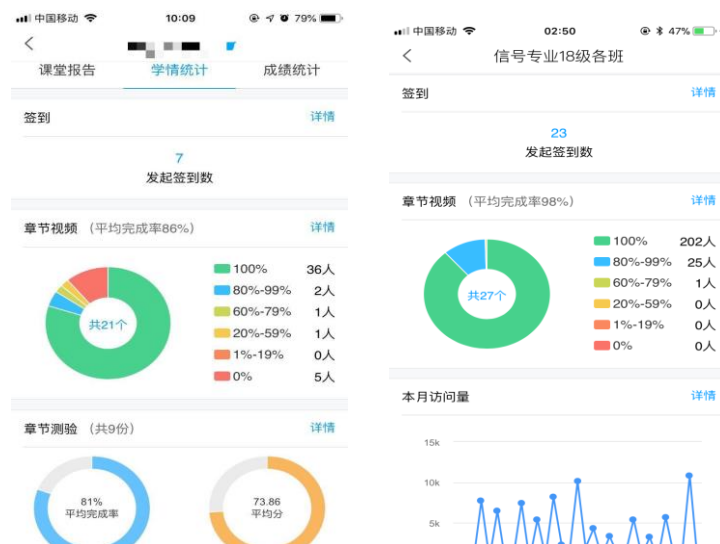 中国移动 10:09 79%
课堂报告 学情统计 成绩统计
签到 详情
7
发起签到数
章节视频 （平均完成率86%） 详情
共21个
100% 36人
80%-99% 2人
60%-79% 1人
20%-59% 1人
1%-19% 0人
0% 5人
章节测验 （共9份） 详情
81%
平均完成率
73.86
平均分
中国移动 02:50 47%
信号专业18级各班
签到 详情
23
发起签到数
章节视频 （平均完成率98%） 详情
共27个
100% 202人
80%-99% 25人
60%-79% 1人
20%-59% 0人
1%-19% 0人
0% 0人
本月访问量 详情
15k
10k
5k